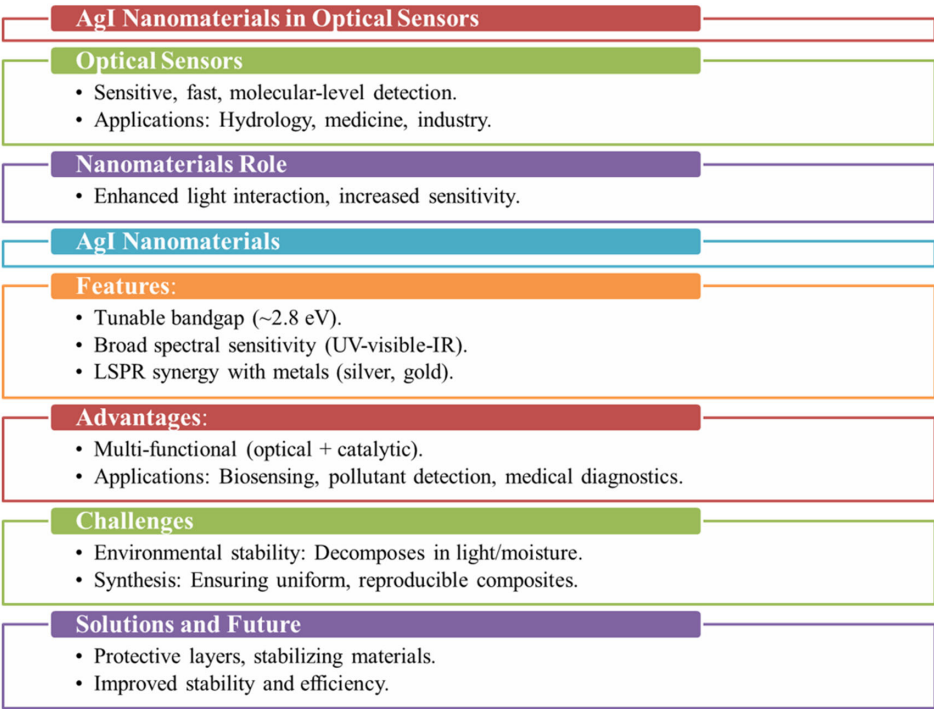 AgI Nanomaterials in Optical Sensors
Optical Sensors
• Sensitive, fast, molecular-level detection.
• Applications: Hydrology, medicine, industry.
Nanomaterials Role
• Enhanced light interaction, increased sensitivity.
AgI Nanomaterials
Features:
• Tunable bandgap (~2.8 eV).
• Broad spectral sensitivity (UV-visible-IR).
• LSPR synergy with metals (silver, gold).
Advantages:
• Multi-functional (optical + catalytic).
• Applications: Biosensing, pollutant detection, medical diagnostics.
Challenges
• Environmental stability: Decomposes in light/moisture.
• Synthesis: Ensuring uniform, reproducible composites.
Solutions and Future
• Protective layers, stabilizing materials.
• Improved stability and efficiency.